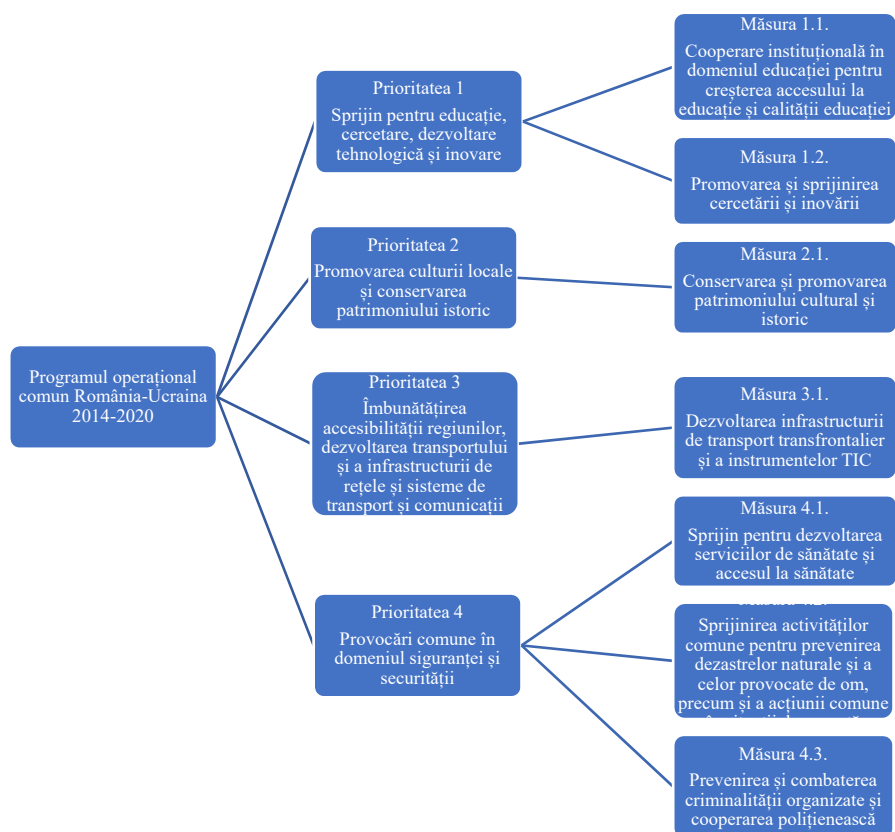 Programul operațional
comun România-Ucraina
2014-2020
Prioritatea 1
Sprijin pentru educație,
cercetare, dezvoltare
tehnologică și inovare
Măsura 1.1.
Cooperare instituțională în
domeniul educației pentru
creșterea accesului la
educație și calității educației
Măsura 1.2.
Promovarea și sprijinirea
cercetării și inovării
Prioritatea 2
Promovarea culturii locale
și conservarea
patrimoniului istoric
Măsura 2.1.
Conservarea și promovarea
patrimoniului cultural și
istoric
Prioritatea 3
Îmbunătățirea
accesibilității regiunilor,
dezvoltarea transportului
și a infrastructurii de
rețele și sisteme de
transport și comunicații
Măsura 3.1.
Dezvoltarea infrastructurii
de transport transfrontalier
și a instrumentelor TIC
Prioritatea 4
Provocări comune în
domeniul siguranței și
securității
Măsura 4.1.
Sprijin pentru dezvoltarea
serviciilor de sănătate și
accesul la sănătate
Sprijinirea activităților
comune pentru prevenirea
dezastrelor naturale și a
celor provocate de om,
precum și a acțiunii comune
Măsura 4.3.
Prevenirea și combaterea
criminalității organizate și
cooperarea polițienească